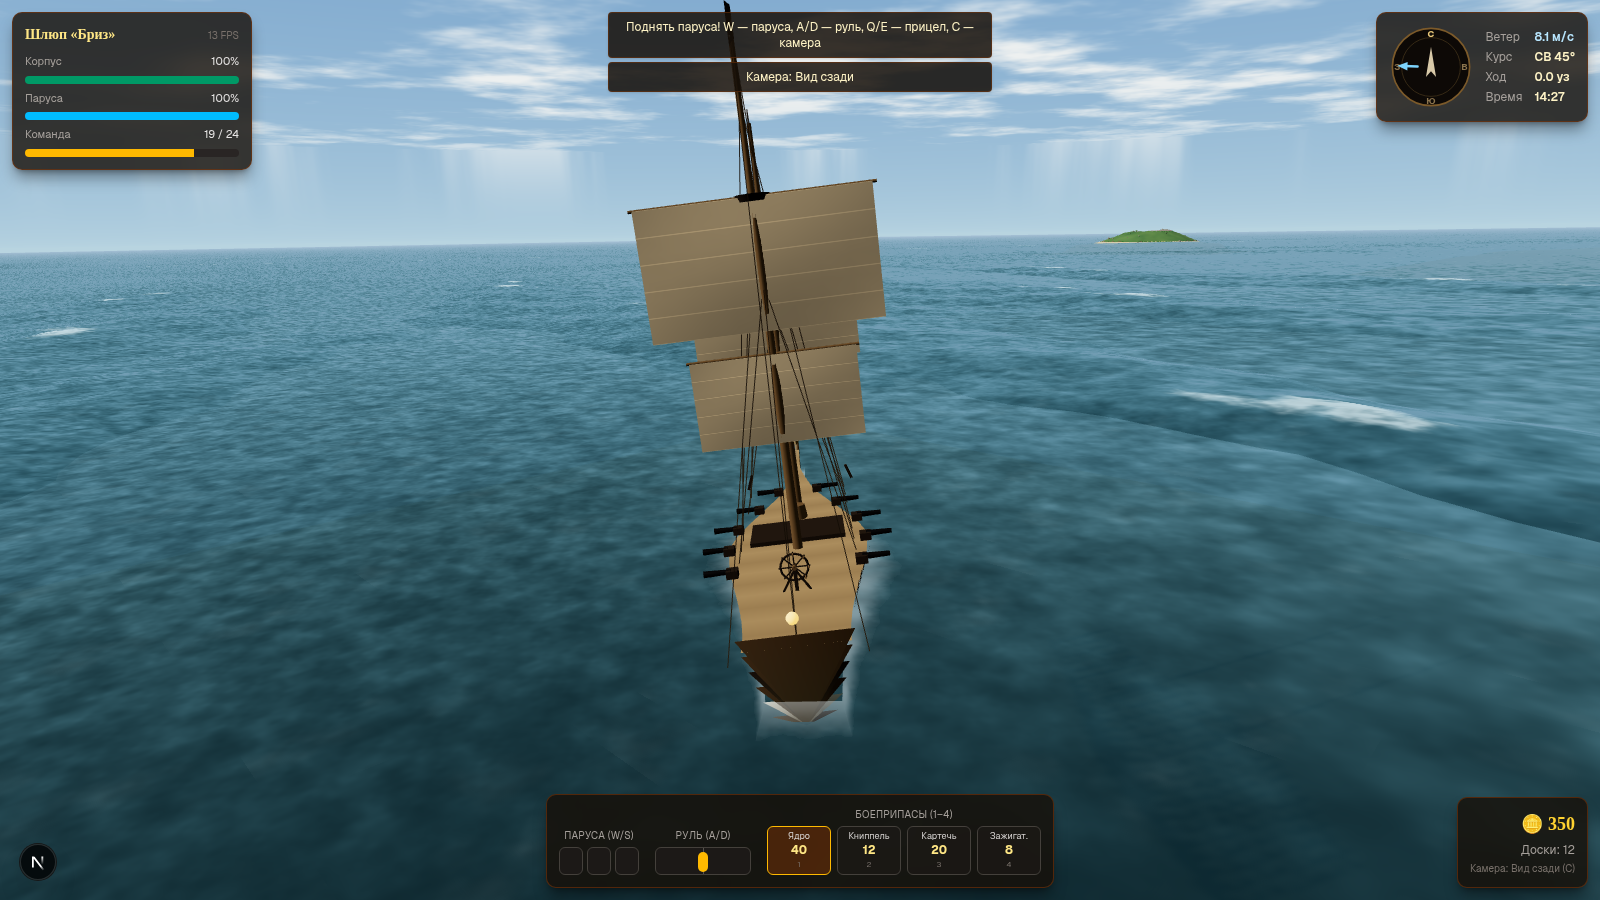 Шлюп «Бриз» 13 FPS
Корпус 100%
Паруса 100%
Команда 19 / 24
Поднять паруса! W — паруса, A/D — руль, Q/E — прицел, C —
камера
Камера: Вид сзади
С
З В
Ю
Ветер 8.1 м/с
Курс СВ 45°
Ход 0.0 уз
Время 14:27
ПАРУСА (W/S)
РУЛЬ (A/D)
БОЕПРИПАСЫ (1–4)
Ядро
40
1
Книппель
12
2
Картечь
20
3
Зажигат.
8
4
350
Доски: 12
Камера: Вид сзади (C)
N